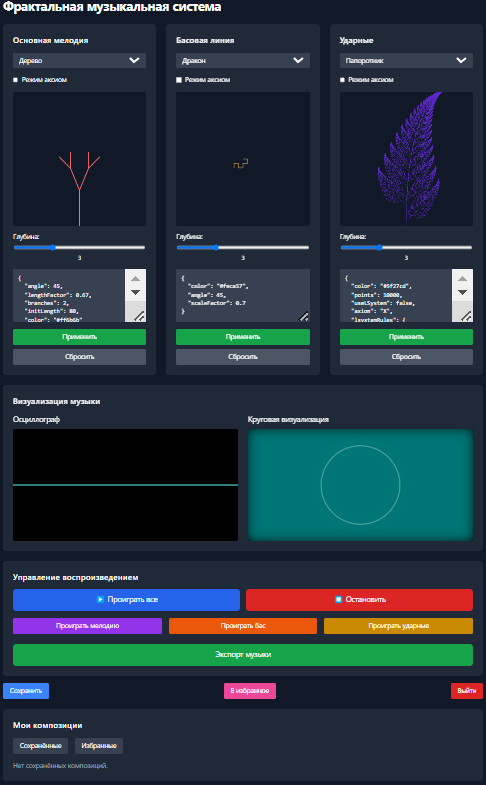 Фрактальная музыкальная система
Основная мелодия
Дерево
Режим аксиом
Глубина:
3
{
"angle": 45,
"lengthFactor": 0.67,
"branches": 2,
"initLength": 80,
"color": "#ff6b6b"
Применить
Сбросить
Басовая линия
Дракон
Режим аксиом
Глубина:
3
{
"color": "#feca57",
"angle": 45,
"scaleFactor": 0.7
}
Применить
Сбросить
Ударные
Папоротник
Режим аксиом
Глубина:
3
{
"color": "#5f27cd",
"points": 10000,
"useLSystem": false,
"axiom": "X",
"lsystemRules": {
Применить
Сбросить
Визуализация музыки
Осциллограф
Круговая визуализация
Управление воспроизведением
Проиграть все
Остановить
Проиграть мелодию
Проиграть бас
Проиграть ударные
Экспорт музыки
Сохранить
В избранное
Выйти
Мои композиции
Сохранённые
Избранные
Нет сохранённых композиций.